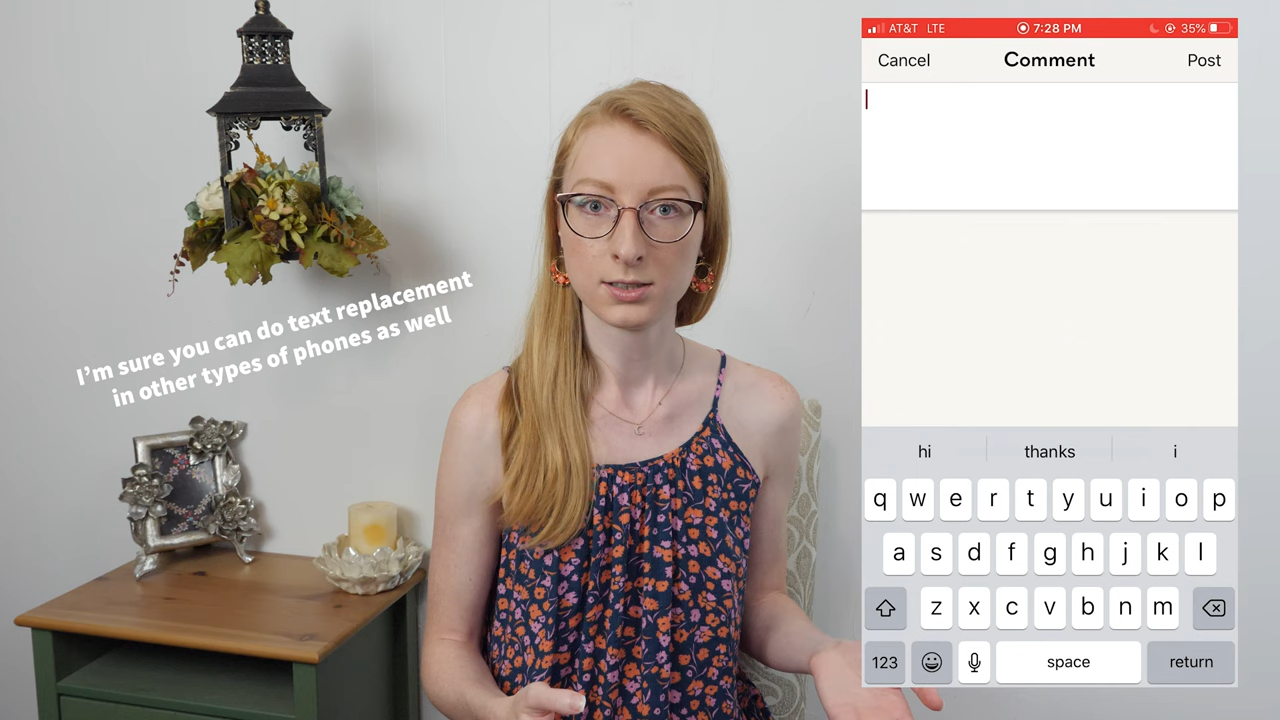 AT&T LTE 7:28 PM 35%
Cancel Comment Post
I'm sure you can do text replacement
in other types of phones as well
hi thanks i
q w e r t y u i o p
a s d f g h j k l
z x c v b n m
123 space return